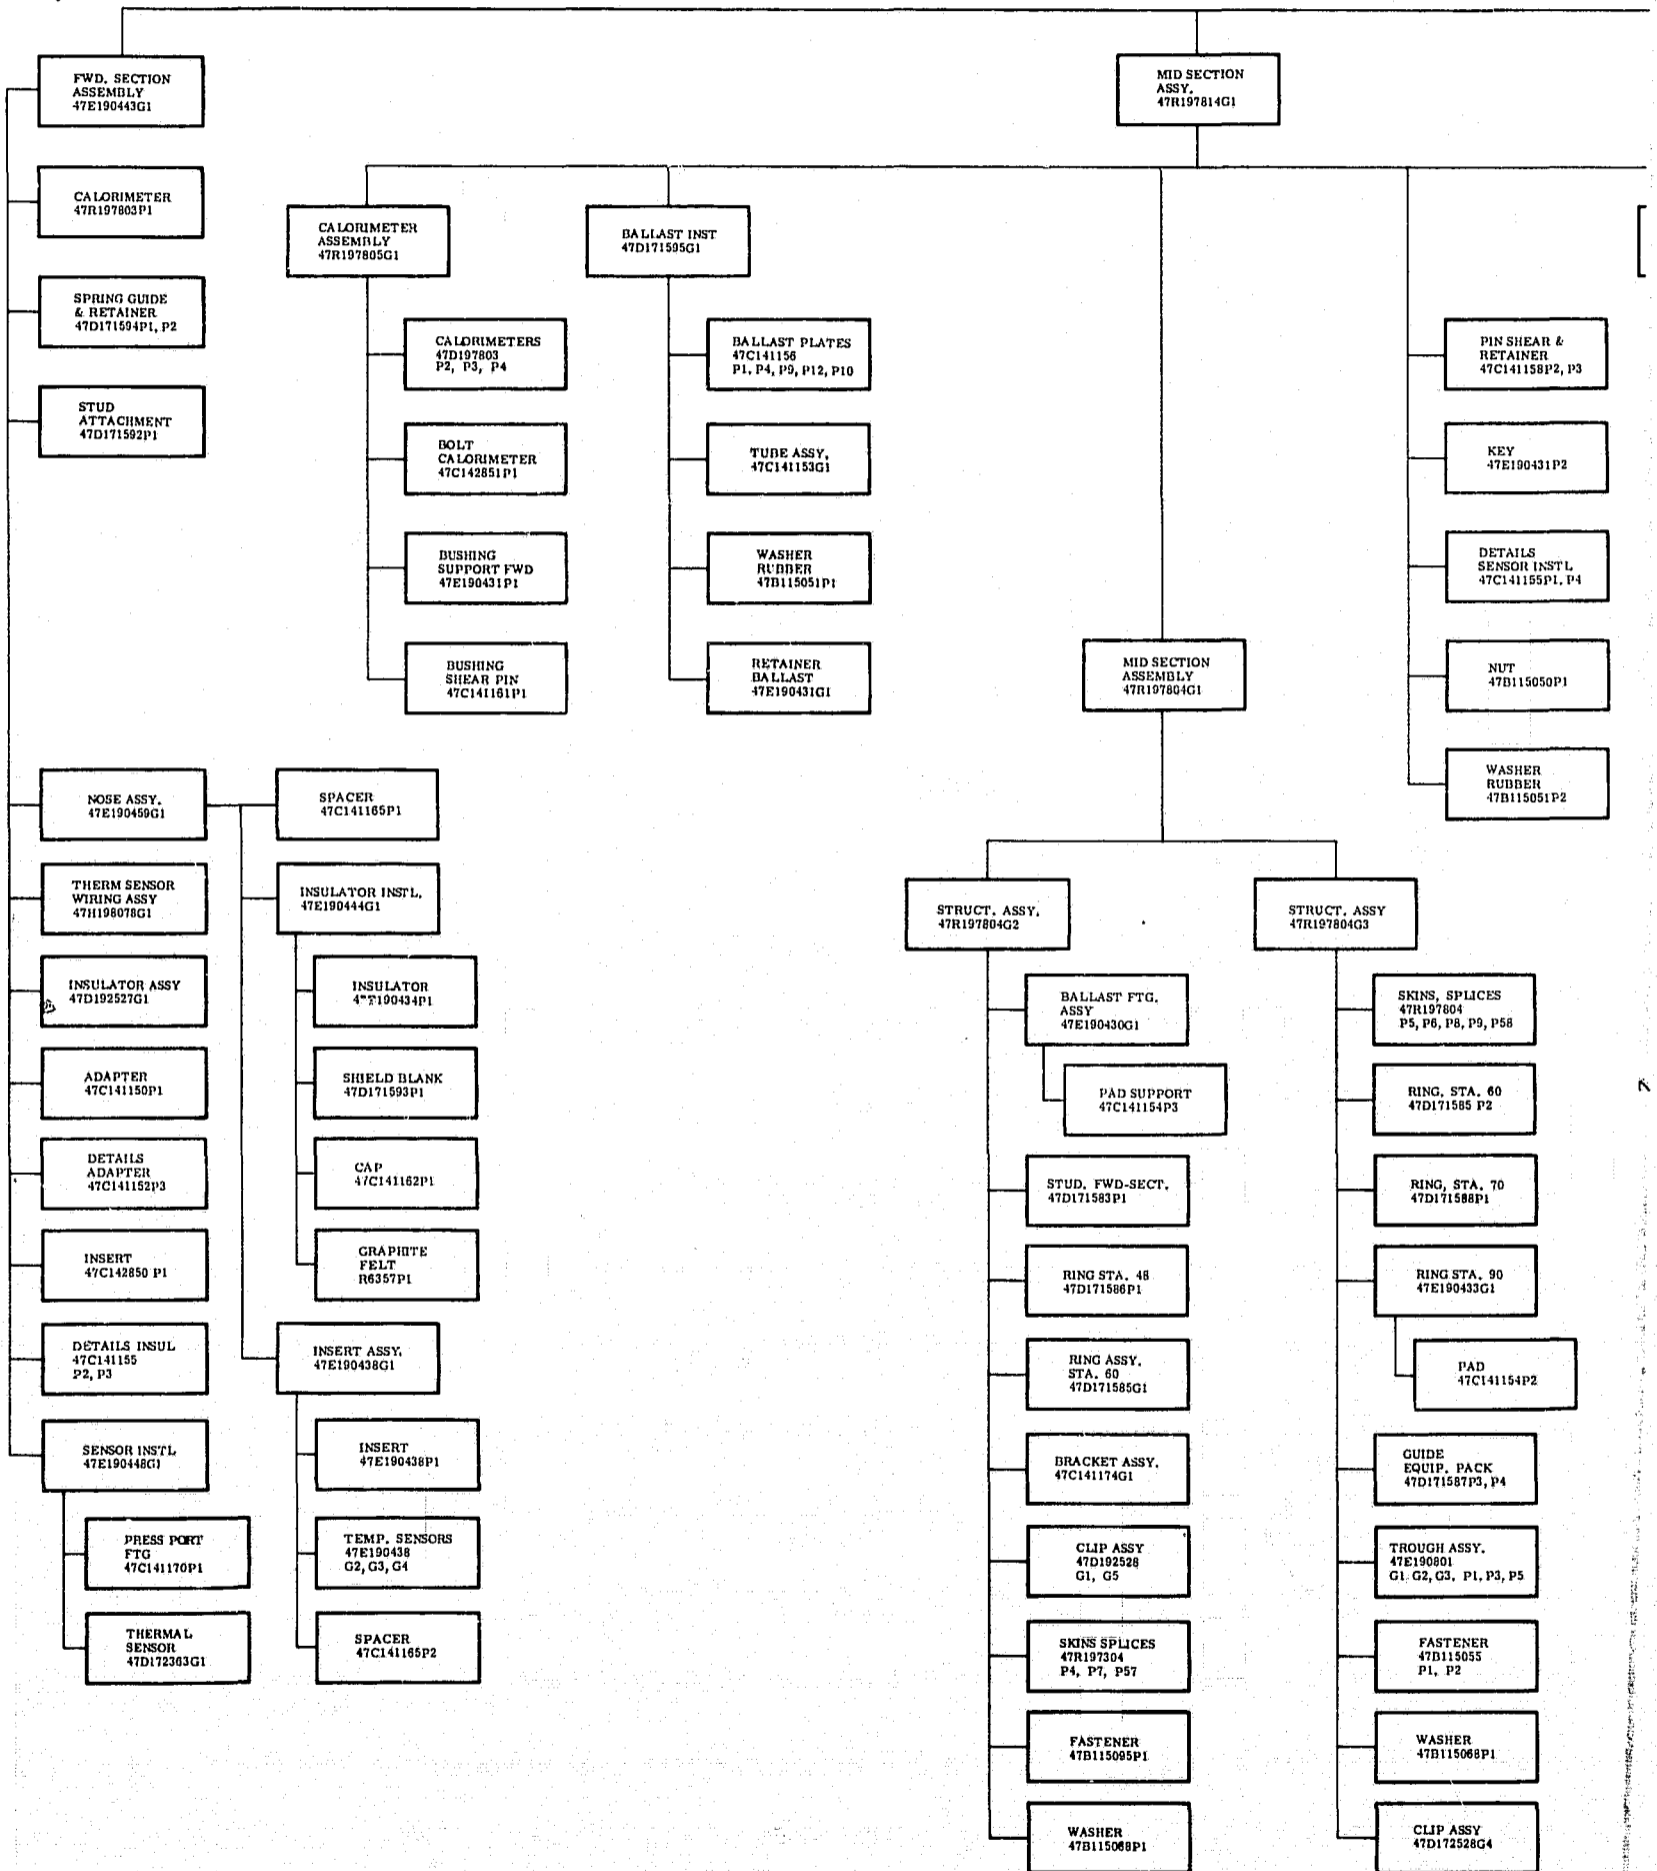 FWD. SECTION
ASSEMBLY
47E190443G1
MID SECTION
ASSY.
47R197814G1
CALORIMETER
47R197803P1
SPRING GUIDE
& RETAINER
47D171594P1, P2
STUD
ATTACHMENT
47D171592P1
CALORIMETER
ASSEMBLY
47R197805G1
CALORIMETERS
47D197803
P2, P3, P4
BOLT
CALORIMETER
47C142851P1
BUSHING
SUPPORT FWD
47E190431P1
BUSHING
SHEAR PIN
47C141161P1
BALLAST INST
47D171595G1
BALLAST PLATES
47C141156
P1, P4, P9, P12, P10
TUBE ASSY.
47C141153G1
WASHER
RUBBER
47B115051P1
RETAINER
BALLAST
47E190431G1
MID SECTION
ASSEMBLY
47R197804G1
PIN SHEAR &
RETAINER
47C141158P2, P3
KEY
47E190431P2
DETAILS
SENSOR INSTL
47C141155P1, P4
NUT
47B115050P1
WASHER
RUBBER
47B115051P2
NOSE ASSY.
47E190459G1
THERM SENSOR
WIRING ASSY
47H198078G1
INSULATOR ASSY
47D192527G1
ADAPTER
47C141150P1
DETAILS
ADAPTER
47C141152P3
INSERT
47C142850 P1
DETAILS INSUL
47C141155
P2, P3
SENSOR INSTL
47E190448G1
PRESS PORT
FTG
47C141170P1
THERMAL
SENSOR
47D172363G1
SPACER
47C141165P1
INSULATOR INSTL.
47E190444G1
INSULATOR
SHIELD BLANK
47D171593P1
CAP
47C141162P1
GRAPHITE
FELT
R6357P1
INSERT ASSY.
47E190438G1
INSERT
47E190438P1
TEMP. SENSORS
47E190438
G2, G3, G4
SPACER
47C141165P2
STRUCT. ASSY.
47R197804G2
BALLAST FTG.
ASSY
47E190430G1
PAD SUPPORT
47C141154P3
STUD. FWD-SECT.
47D171583P1
RING STA. 48
47D171586P1
RING ASSY.
STA. 60
47D171585G1
BRACKET ASSY.
47C141174G1
CLIP ASSY
47D192528
G1, G5
SKINS SPLICES
47R197304
P4, P7, P57
FASTENER
47B115095P1
WASHER
47B115068P1
STRUCT. ASSY
47R197804G3
SKINS, SPLICES
47R197804
P5, P6, P8, P9, P58
RING, STA. 60
47D171585 P2
RING, STA. 70
47D171588P1
RING STA. 90
47E190433G1
PAD
47C141154P2
GUIDE
EQUIP. PACK
47D171587P3, P4
TROUGH ASSY.
47E190801
G1 G2, G3, P1, P3, P5
FASTENER
47B115055
P1, P2
WASHER
47B115068P1
CLIP ASSY
47D172528G4